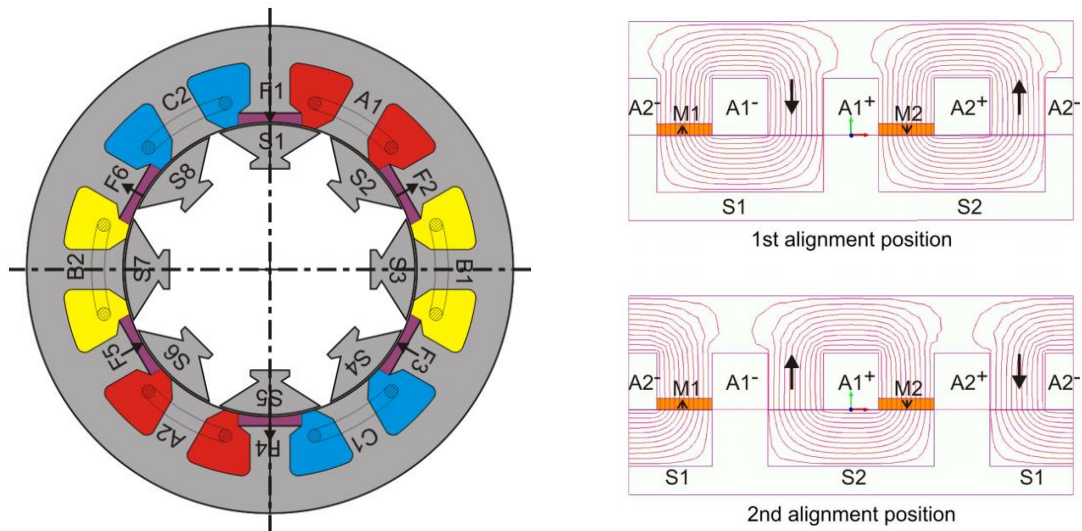 F1
C2
A1
S1
F6
S8
S2
F2
B2
S7
S3
B1
F5
S6
S4
F3
S5
A2
F4
C1
A2- M1 A1- A1+ M2 A2+ A2-
S1 S2
1st alignment position
A2- M1 A1- A1+ M2 A2+ A2-
S1 S2 S1
2nd alignment position